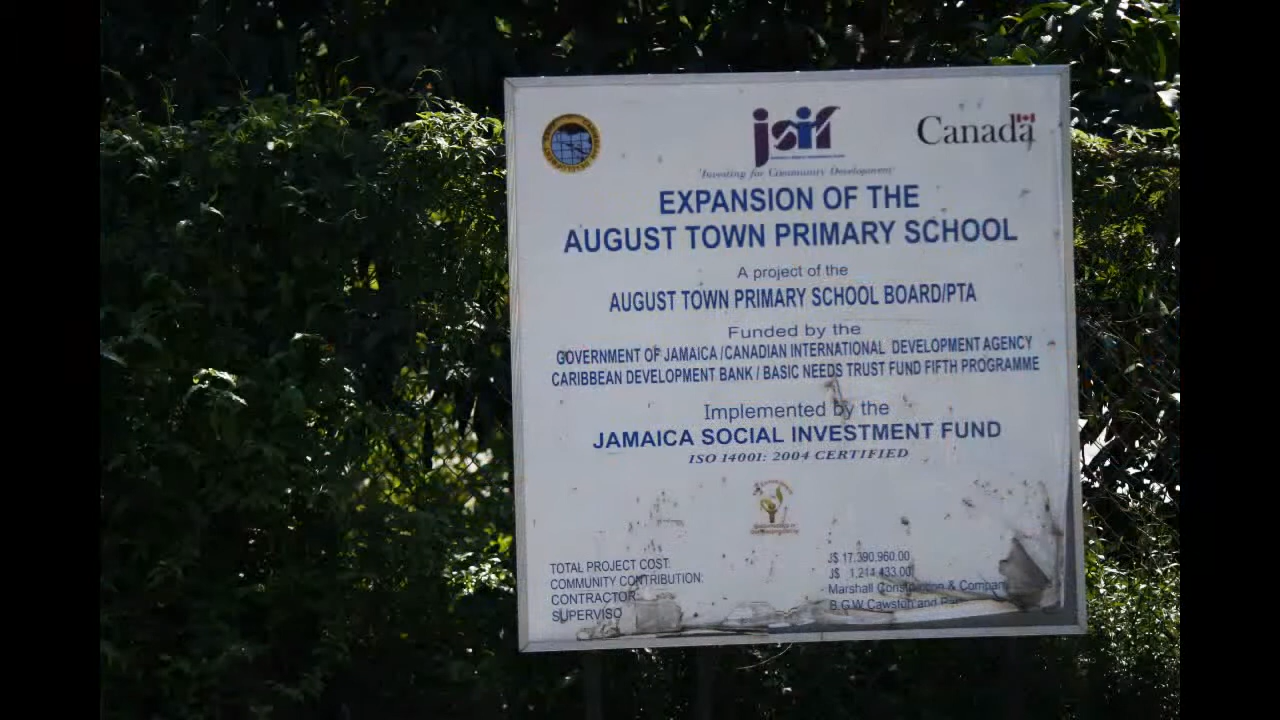 jsif
Canada
'Investing for Community Development'
EXPANSION OF THE
AUGUST TOWN PRIMARY SCHOOL
A project of the
AUGUST TOWN PRIMARY SCHOOL BOARD/PTA
Funded by the
GOVERNMENT OF JAMAICA / CANADIAN INTERNATIONAL DEVELOPMENT AGENCY
CARIBBEAN DEVELOPMENT BANK / BASIC NEEDS TRUST FUND FIFTH PROGRAMME
Implemented by the
JAMAICA SOCIAL INVESTMENT FUND
ISO 14001: 2004 CERTIFIED
TOTAL PROJECT COST: J$ 17,390,960.00
COMMUNITY CONTRIBUTION: J$ 1,214,433.00
CONTRACTOR: Marshall Construction & Company
SUPERVISO B.G.W Cawston and